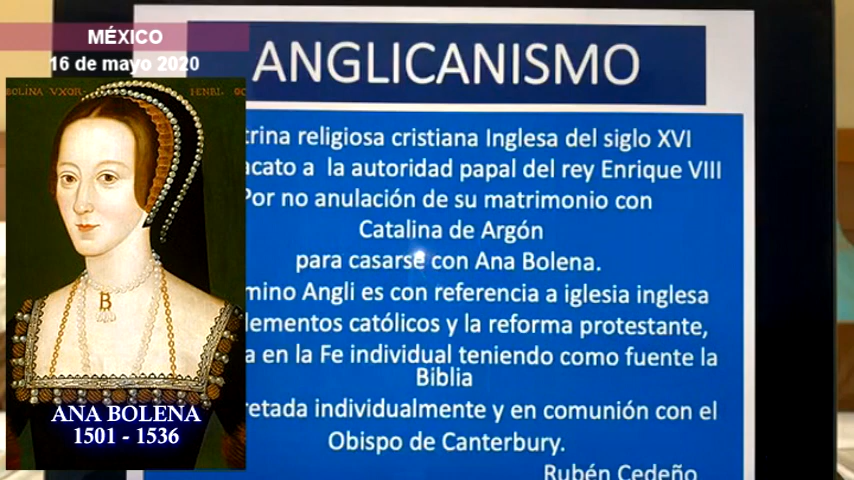 MÉXICO
16 de mayo 2020
BOLINA VXOR HENRI OC
B
ANA BOLENA
1501 - 1536
ANGLICANISMO
trina religiosa cristiana Inglesa del siglo XVI
acato a la autoridad papal del rey Enrique VIII
Por no anulación de su matrimonio con
Catalina de Argón
para casarse con Ana Bolena.
mino Angli es con referencia a iglesia inglesa
lementos católicos y la reforma protestante,
a en la Fe individual teniendo como fuente la
Biblia
retada individualmente y en comunión con el
Obispo de Canterbury.
Rubén Cedeño